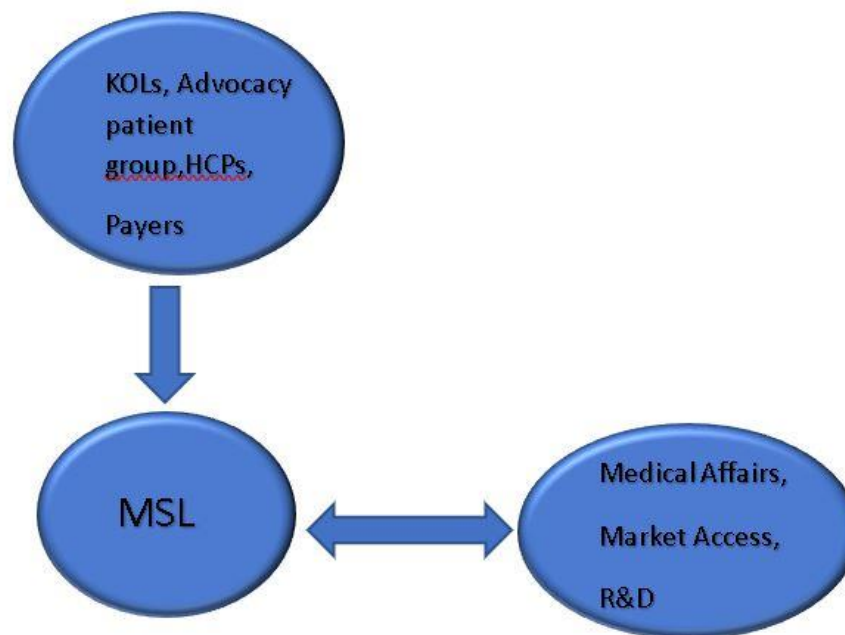 KOLs, Advocacy
patient
group,HCPs,
Payers
MSL
Medical Affairs,
Market Access,
R&D